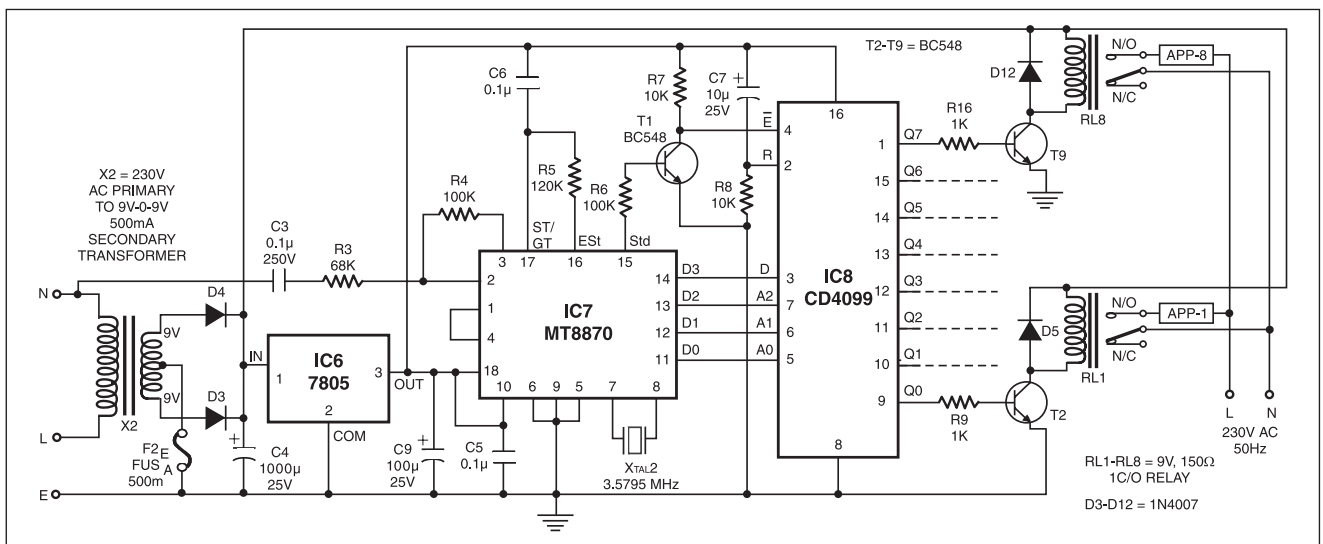 X2 = 230V
AC PRIMARY
TO 9V-0-9V
500mA
SECONDARY
TRANSFORMER
N
L
E
X2
9V
9V
D4
D3
F2
FUSE
500mA
C3
0.1µ
250V
R3
68K
R4
100K
IN
1
IC6
7805
3
OUT
2
COM
C4
1000µ
25V
C9
100µ
25V
C5
0.1µ
C6
0.1µ
R5
120K
R6
100K
ST/
GT
ESt
Std
3
17
16
15
2
1
4
18
10
6
9
5
7
8
IC7
MT8870
14
13
12
11
D3
D2
D1
D0
XTAL2
3.5795 MHz
R7
10K
T1
BC548
C7
10µ
25V
R8
10K
E̅
R
D
A2
A1
A0
4
2
3
7
6
5
16
IC8
CD4099
8
1
15
14
13
12
11
10
9
Q7
Q6
Q5
Q4
Q3
Q2
Q1
Q0
T2-T9 = BC548
R16
1K
D12
T9
RL8
N/O
N/C
APP-8
R9
1K
D5
T2
RL1
N/O
N/C
APP-1
L
N
230V AC
50Hz
RL1-RL8 = 9V, 150Ω
1C/O RELAY
D3-D12 = 1N4007